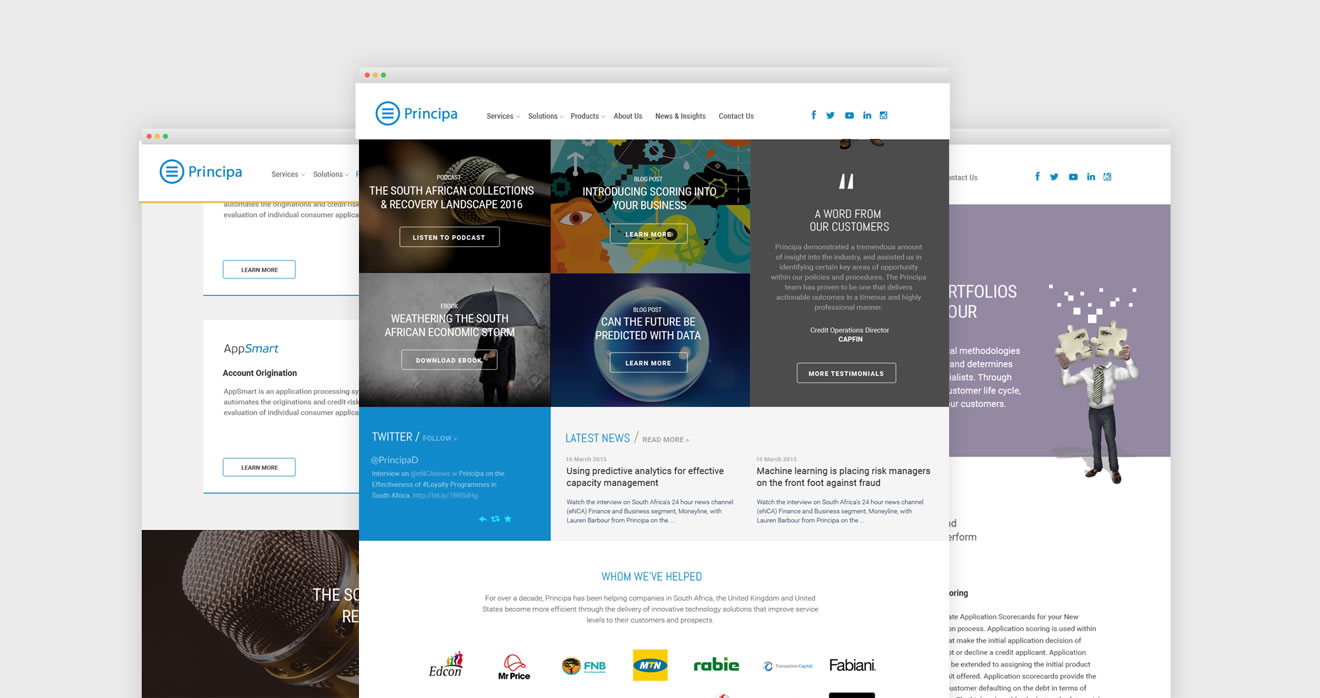 Principa
Services
Solutions
automates the originations and credit-ris
evaluation of individual consumer applica
LEARN MORE
AppSmart
Account Origination
AppSmart is an application processing sy
automates the originations and credit-risk
evaluation of individual consumer applica
LEARN MORE
THE SO
RE
Principa
Services
Solutions
Products
About Us
News & Insights
Contact Us
PODCAST
THE SOUTH AFRICAN COLLECTIONS
& RECOVERY LANDSCAPE 2016
LISTEN TO PODCAST
BLOG POST
INTRODUCING SCORING INTO
YOUR BUSINESS
LEARN MORE
A WORD FROM
OUR CUSTOMERS
Principa demonstrated a tremendous amount
of insight into the industry, and assisted us in
identifying certain key areas of opportunity
within our policies and procedures. The Principa
team has proven to be one that delivers
actionable outcomes in a timeous and highly
professional manner.
Credit Operations Director
CAPFIN
MORE TESTIMONIALS
EBOOK
WEATHERING THE SOUTH
AFRICAN ECONOMIC STORM
DOWNLOAD EBOOK
BLOG POST
CAN THE FUTURE BE
PREDICTED WITH DATA
LEARN MORE
TWITTER / FOLLOW »
@PrincipaD
Interview on @eNCAnews w Principa on the
Effectiveness of #Loyalty Programmes in
South Africa. http://bit.ly/1BRSdHg
LATEST NEWS / READ MORE »
16 March 2015
Using predictive analytics for effective
capacity management
Watch the interview on South Africa's 24 hour news channel
(eNCA) Finance and Business segment, Moneyline, with
Lauren Barbour from Principa on the ...
16 March 2015
Machine learning is placing risk managers
on the front foot against fraud
Watch the interview on South Africa's 24 hour news channel
(eNCA) Finance and Business segment, Moneyline, with
Lauren Barbour from Principa on the ...
WHOM WE'VE HELPED
For over a decade, Principa has been helping companies in South Africa, the United Kingdom and United
States become more efficient through the delivery of innovative technology solutions that improve service
levels to their customers and prospects.
Edcon
Mr Price
FNB
MTN
rabie
TransactionCapital
Fabiani
ntact Us
RTFOLIOS
OUR
al methodologies
and determines
ialists. Through
ustomer life cycle,
ur customers.
nd
erform
oring
ate Application Scorecards for your New
on process. Application scoring is used within
at make the initial application decision of
pt or decline a credit applicant. Application
be extended to assigning the initial product
it offered. Application scorecards provide the
customer defaulting on the debt in terms of